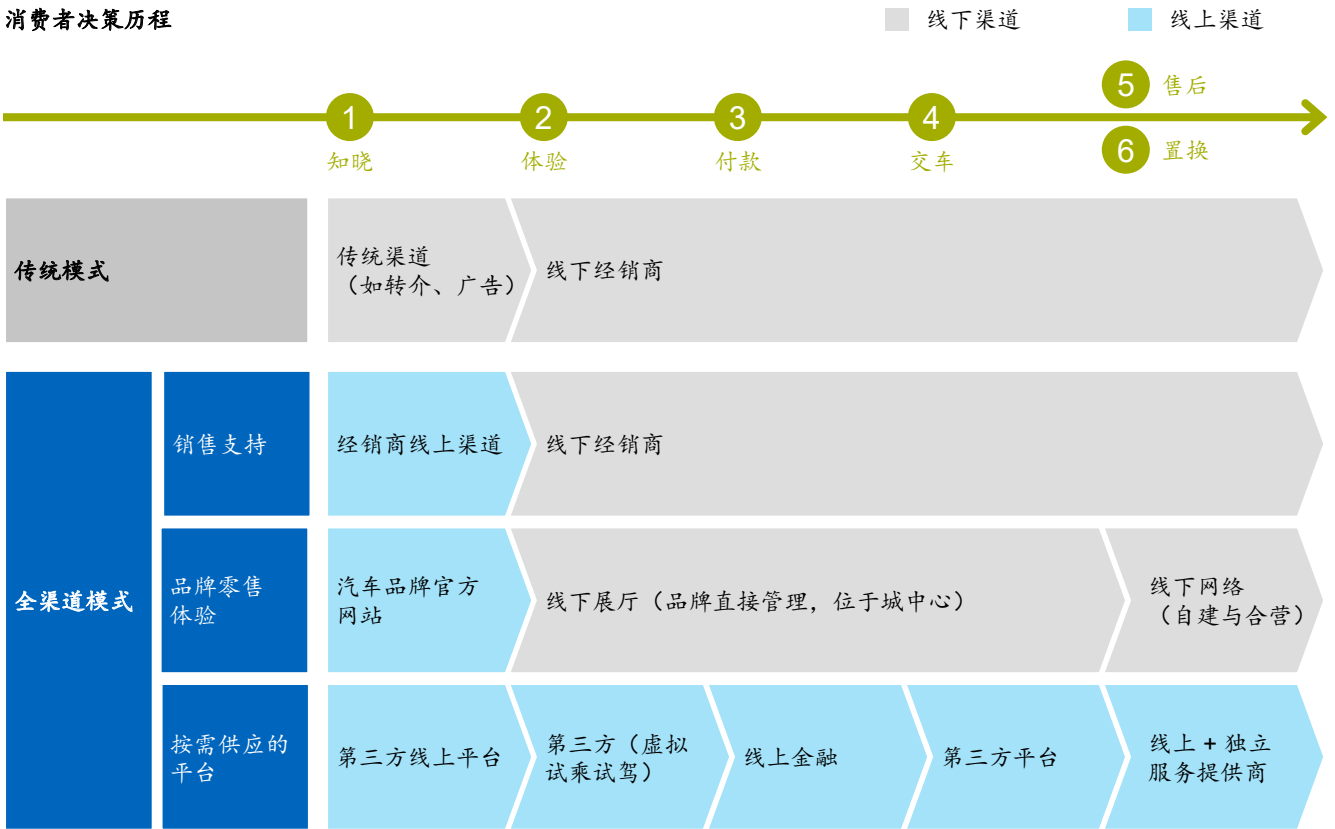 消费者决策历程
线下渠道
线上渠道
1
2
3
4
5
售后
知晓
体验
付款
交车
6
置换
传统模式
传统渠道
（如转介、广告）
线下经销商
全渠道模式
销售支持
经销商线上渠道
线下经销商
品牌零售
体验
汽车品牌官方
网站
线下展厅（品牌直接管理，位于城中心）
线下网络
（自建与合营）
按需供应的
平台
第三方线上平台
第三方（虚拟
试乘试驾）
线上金融
第三方平台
线上 + 独立
服务提供商